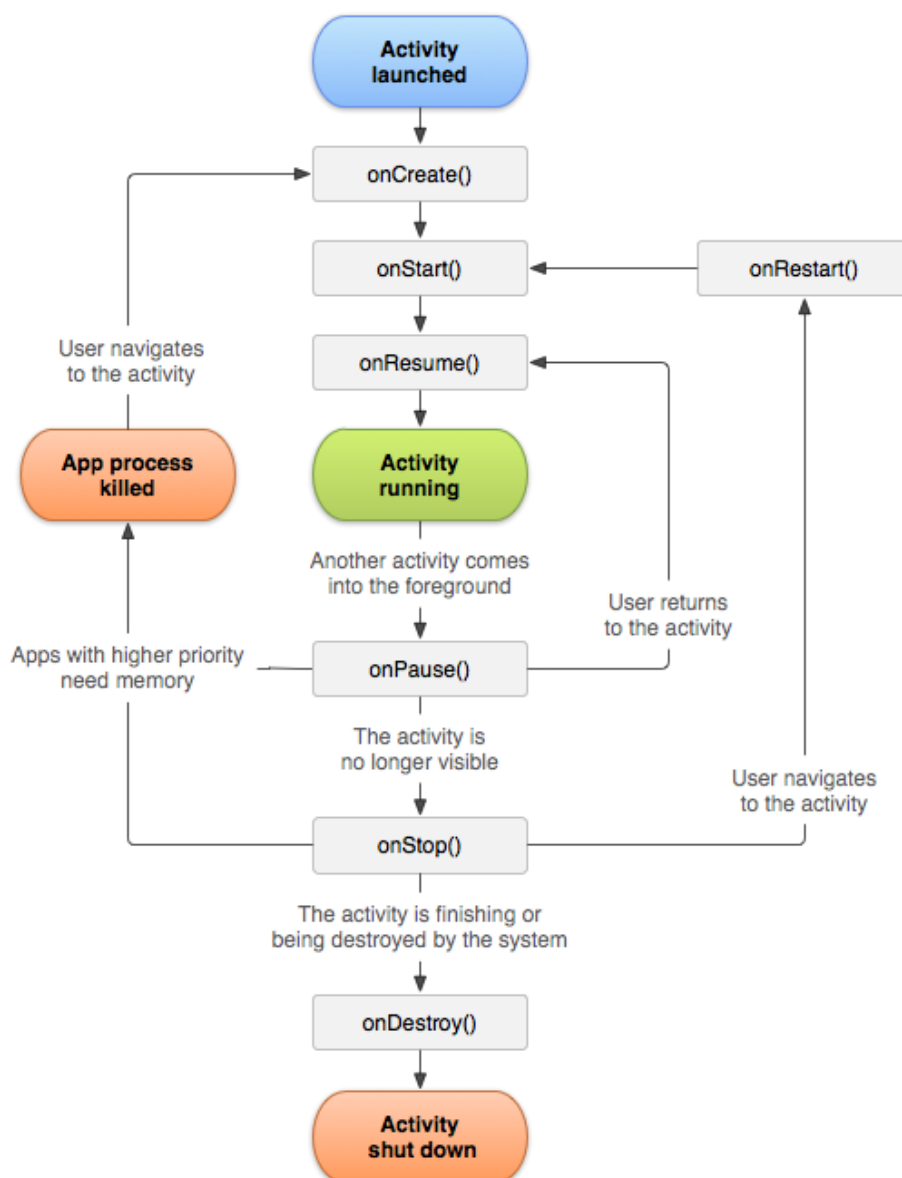 Activity
launched
onCreate()
onStart()
onRestart()
User navigates
to the activity
onResume()
App process
killed
Activity
running
Another activity comes
into the foreground
User returns
to the activity
Apps with higher priority
need memory
onPause()
The activity is
no longer visible
User navigates
to the activity
onStop()
The activity is finishing or
being destroyed by the system
onDestroy()
Activity
shut down